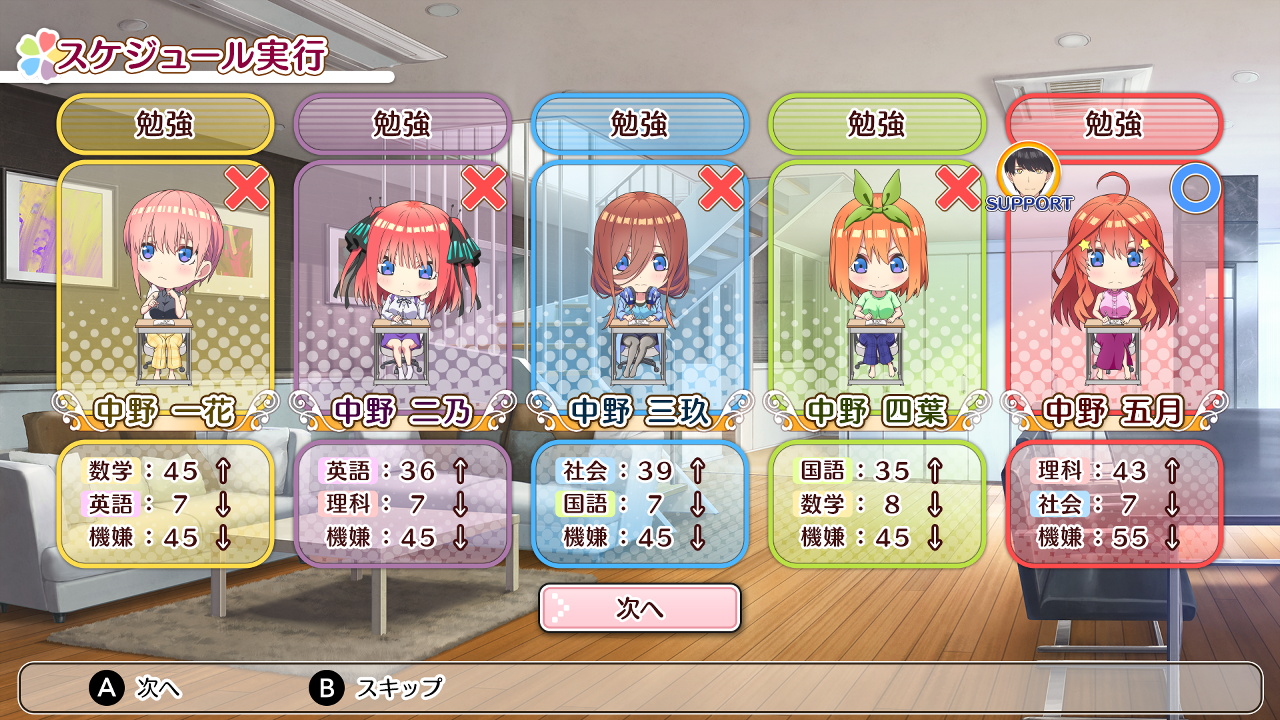 スケジュール実行
勉強
勉強
勉強
勉強
勉強
SUPPORT
中野 一花
中野 二乃
中野 三玖
中野 四葉
中野 五月
数学：45 ↑
英語：7 ↓
機嫌：45 ↓
英語：36 ↑
理科：7 ↓
機嫌：45 ↓
社会：39 ↑
国語：7 ↓
機嫌：45 ↓
国語：35 ↑
数学：8 ↓
機嫌：45 ↓
理科：43 ↑
社会：7 ↓
機嫌：55 ↓
次へ
A 次へ
B スキップ